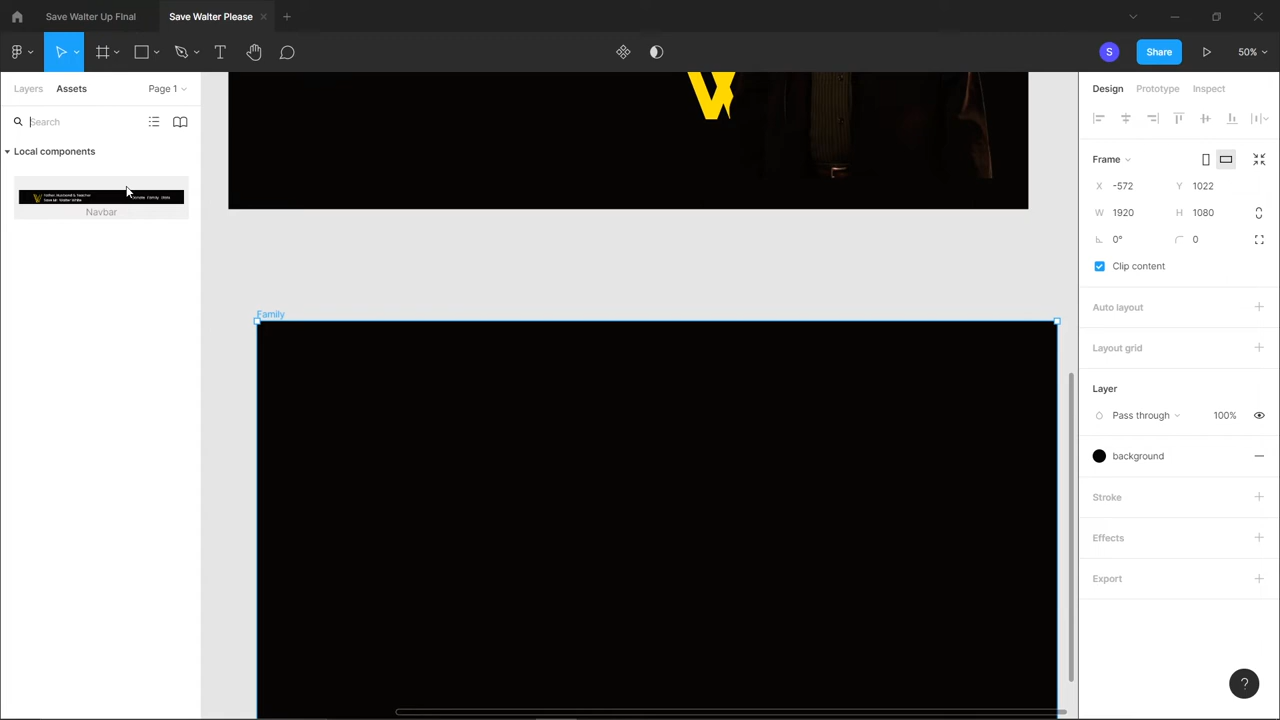 Save Walter Up FInal
Save Walter Please
S
Share
50%
Layers
Assets
Page 1
Search
Local components
Navbar
Family
Design
Prototype
Inspect
Frame
X -572
Y 1022
W 1920
H 1080
0°
0
Clip content
Auto layout
Layout grid
Layer
Pass through
100%
background
Stroke
Effects
Export
?